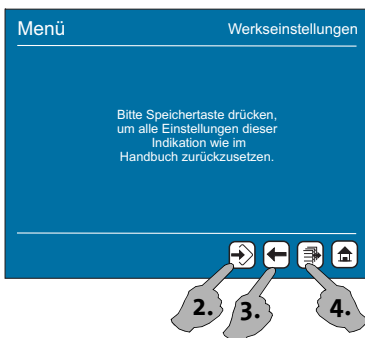 Menü
Werkseinstellungen
Bitte Speichertaste drücken,
um alle Einstellungen dieser
Indikation wie im
Handbuch zurückzusetzen.
2.
3.
4.